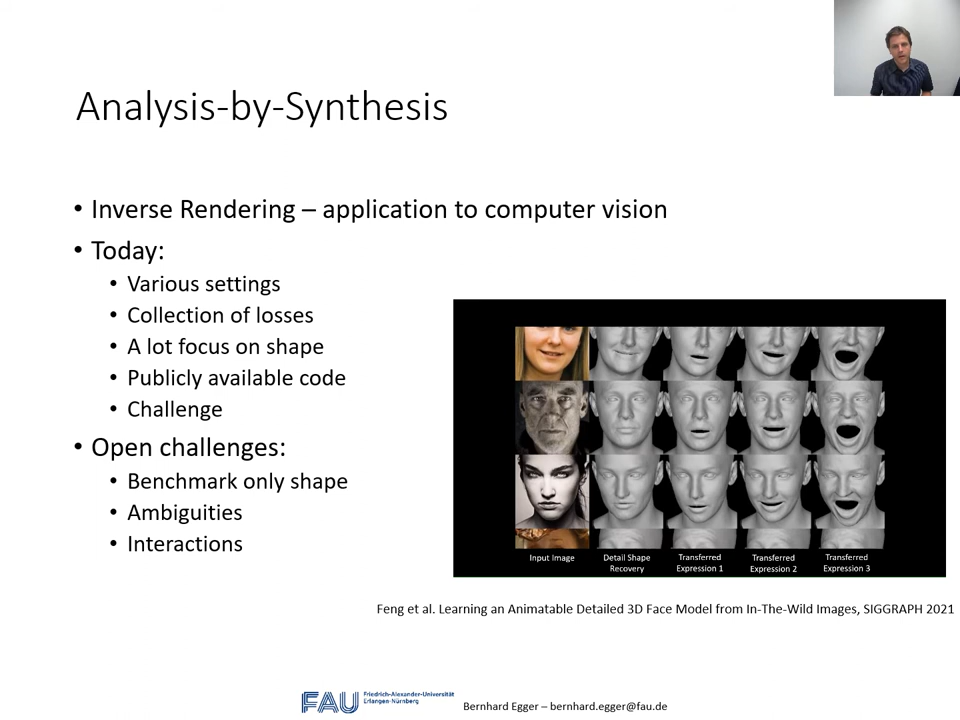 Analysis-by-Synthesis
• Inverse Rendering – application to computer vision
• Today:
• Various settings
• Collection of losses
• A lot focus on shape
• Publicly available code
• Challenge
• Open challenges:
• Benchmark only shape
• Ambiguities
• Interactions
Input Image
Detail Shape
Recovery
Transferred
Expression 1
Transferred
Expression 2
Transferred
Expression 3
Feng et al. Learning an Animatable Detailed 3D Face Model from In-The-Wild Images, SIGGRAPH 2021
FAU
Friedrich-Alexander-Universität
Erlangen-Nürnberg
Bernhard Egger – bernhard.egger@fau.de